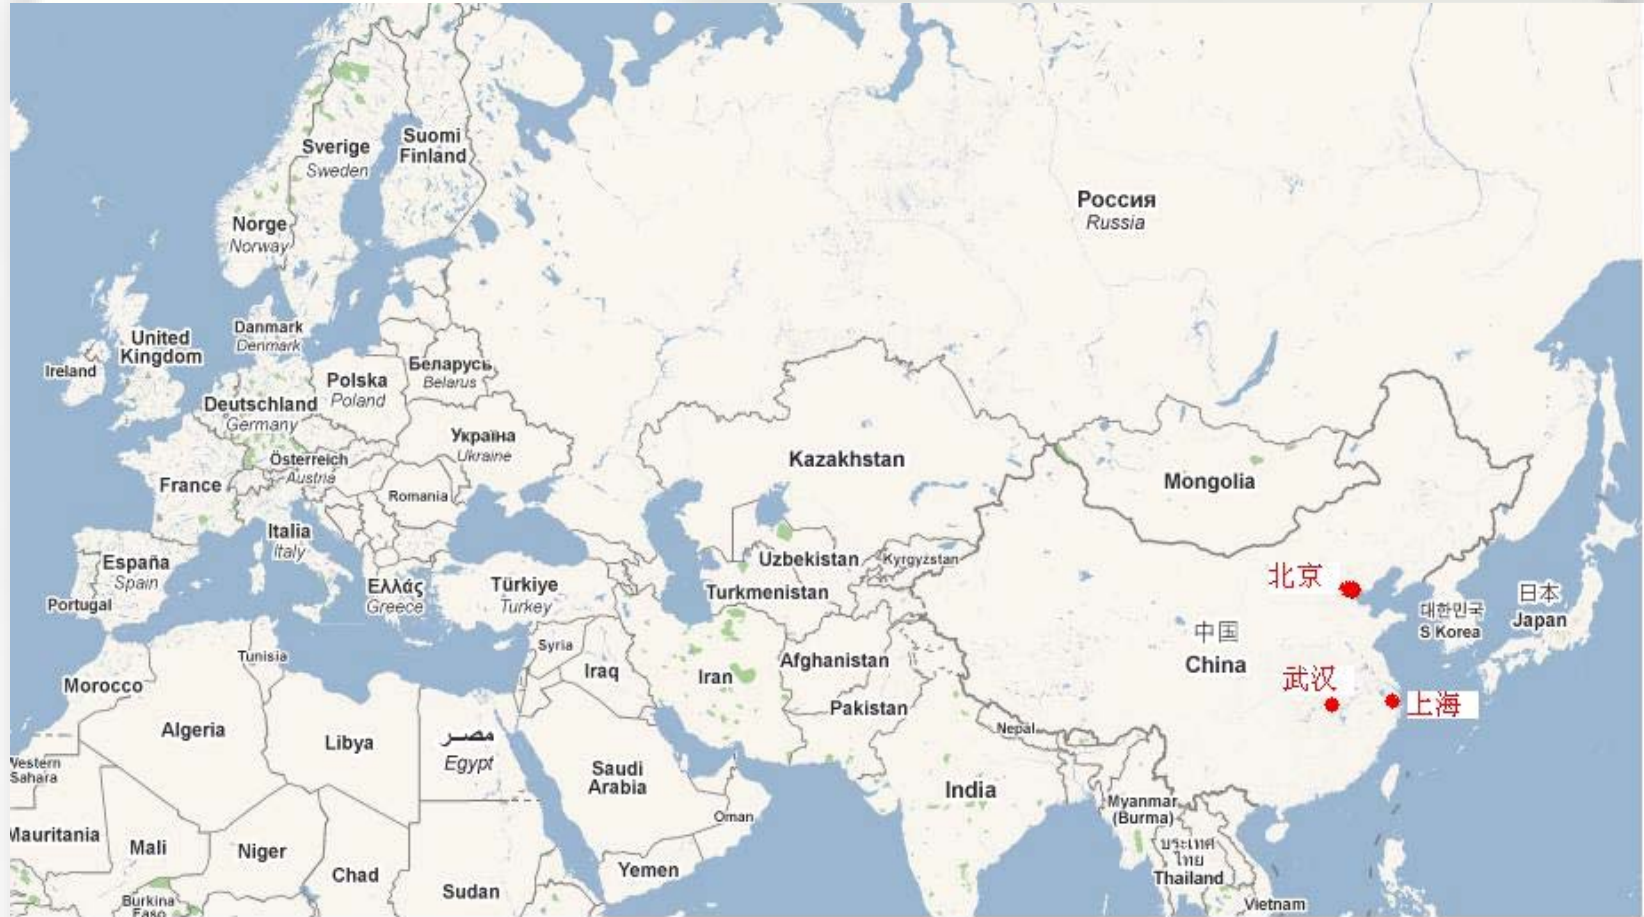 Suomi
Finland
Sverige
Sweden
Россия
Russia
Norge
Norway
Danmark
Denmark
United
Kingdom
Ireland
Беларусь
Belarus
Polska
Poland
Deutschland
Germany
Україна
Ukraine
Österreich
Austria
Kazakhstan
France
Mongolia
Romania
Italia
Italy
España
Spain
Uzbekistan
Kyrgyzstan
北京
Ελλάς
Greece
Türkiye
Turkey
Turkmenistan
Portugal
日本
Japan
대한민국
S Korea
中国
China
Syria
Tunisia
Afghanistan
Iraq
Iran
武汉
Morocco
上海
Pakistan
Algeria
Nepal
Libya
مصر
Egypt
Western
Sahara
Saudi
Arabia
India
Myanmar
(Burma)
Oman
Mauritania
Mali
Niger
ประเทศ
ไทย
Thailand
Yemen
Chad
Sudan
Burkina
Faso
Vietnam